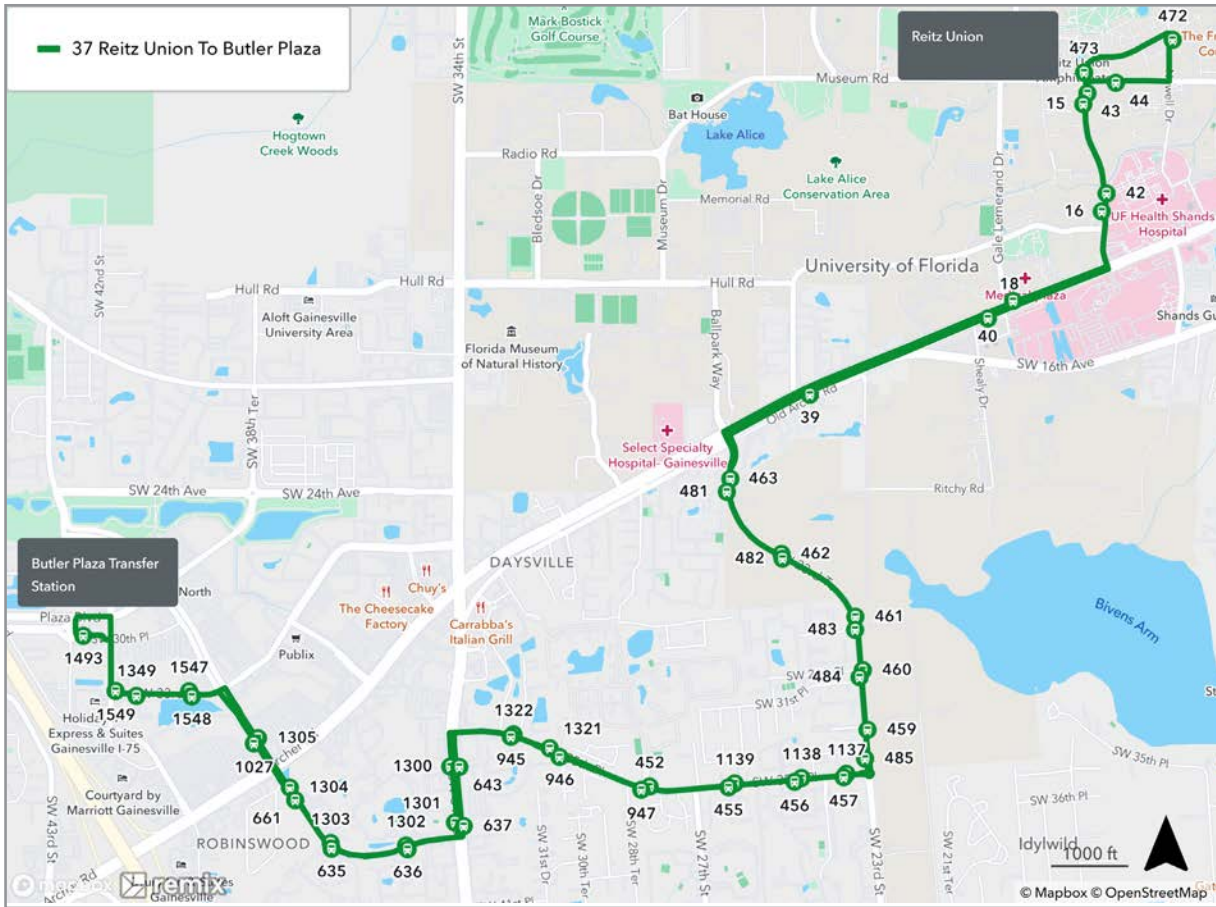 37 Reitz Union To Butler Plaza
Mark Bostick
Golf Course
SW 34th St
Reitz Union
472
473
Museum Rd
15
43
44
Bat House
Lake Alice
Hogtown
Creek Woods
Radio Rd
Bledsoe Dr
Museum Dr
Memorial Rd
Lake Alice
Conservation Area
Gale Lemerand Dr
42
16
UF Health Shands
Hospital
University of Florida
SW 42nd St
Hull Rd
Hull Rd
Hull Rd
18
40
Aloft Gainesville
University Area
Florida Museum
of Natural History
Ballpark Way
SW 16th Ave
Shealy Dr
39
SW 38th Ter
Select Specialty
Hospital- Gainesville
463
481
SW 24th Ave
SW 24th Ave
Ritchy Rd
482
462
DAYSVILLE
Butler Plaza Transfer
Station
North
Chuy's
The Cheesecake
Factory
Carrabba's
Italian Grill
Publix
Bivens Arm
461
483
460
484
SW 31st Pl
1493
1349
1547
1549
1548
Holiday
Express & Suites
Gainesville I-75
1305
1027
1322
945
1321
946
459
485
1137
1138
1139
452
SW 35th Pl
1300
643
947
455
456
457
Courtyard by
Marriott Gainesville
1304
661
1303
1301
1302
637
SW 36th Pl
ROBINSWOOD
635
636
SW 43rd St
SW 31st Dr
SW 30th Ter
SW 28th Ter
SW 27th St
SW 23rd St
SW 21st Ter
Idylwild
1000 ft
Archer Rd
mapbox
remix
Gainesville
© Mapbox © OpenStreetMap